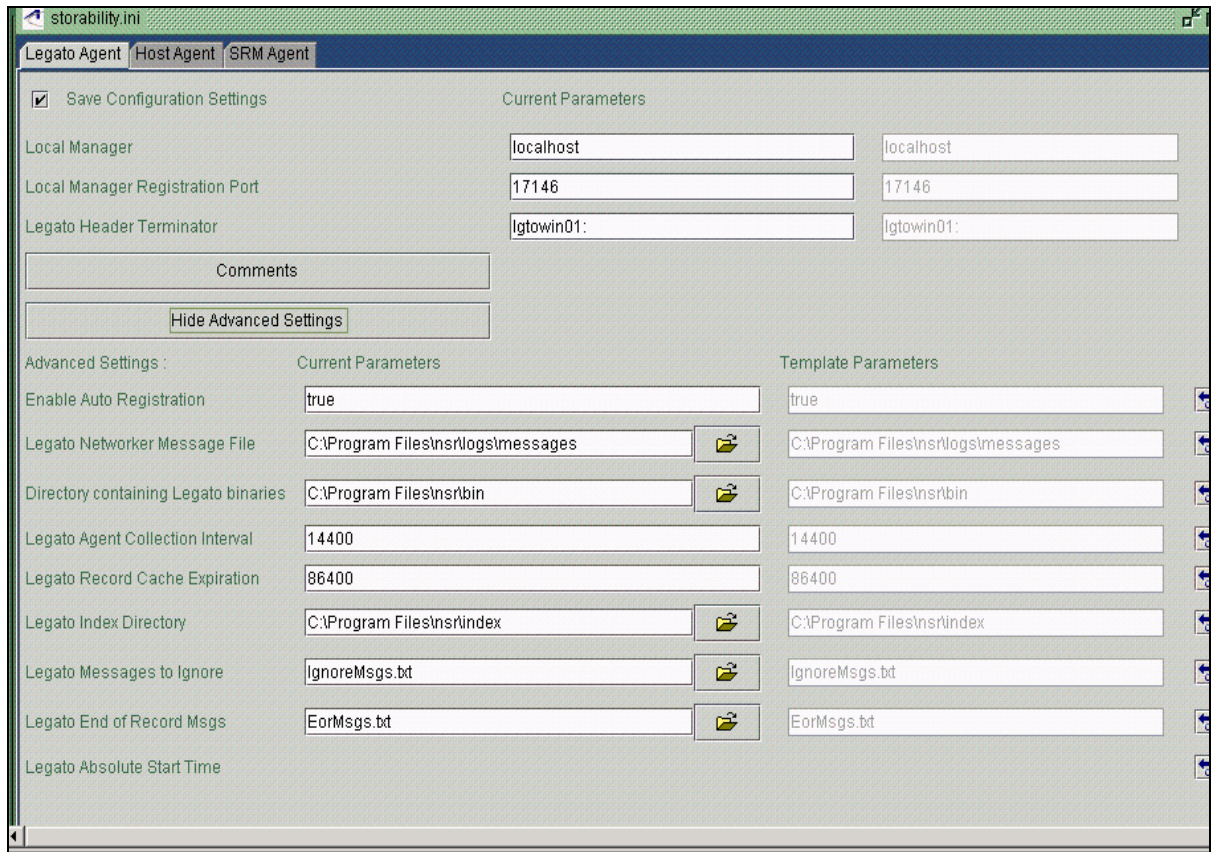 storability.ini
Legato Agent Host Agent SRM Agent
Save Configuration Settings Current Parameters
Local Manager localhost localhost
Local Manager Registration Port 17146 17146
Legato Header Terminator lgtowin01: lgtowin01:
Comments
Hide Advanced Settings
Advanced Settings : Current Parameters Template Parameters
Enable Auto Registration true true
Legato Networker Message File C:\Program Files\nsr\logs\messages C:\Program Files\nsr\logs\messages
Directory containing Legato binaries C:\Program Files\nsr\bin C:\Program Files\nsr\bin
Legato Agent Collection Interval 14400 14400
Legato Record Cache Expiration 86400 86400
Legato Index Directory C:\Program Files\nsr\index C:\Program Files\nsr\index
Legato Messages to Ignore IgnoreMsgs.txt IgnoreMsgs.txt
Legato End of Record Msgs EorMsgs.txt EorMsgs.txt
Legato Absolute Start Time